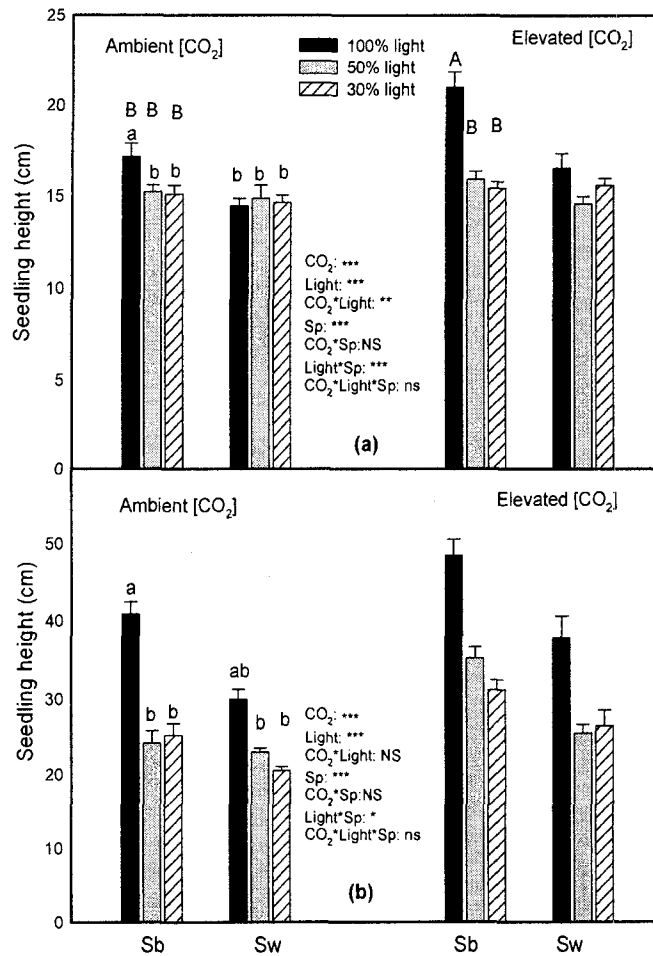 25
20
15
10
5
0
Seedling height (cm)
Ambient [CO₂]
100% light
50% light
30% light
Elevated [CO₂]
B B B
a
b b
b b b
A
B B
CO₂: ***
Light: ***
CO₂*Light: **
Sp: ***
CO₂*Sp:NS
Light*Sp: ***
CO₂*Light*Sp: ns
(a)
50
40
30
20
10
0
Seedling height (cm)
Ambient [CO₂]
Elevated [CO₂]
a
b b
ab
b b
CO₂: ***
Light: ***
CO₂*Light: NS
Sp: ***
CO₂*Sp:NS
Light*Sp: *
CO₂*Light*Sp: ns
(b)
Sb
Sw
Sb
Sw